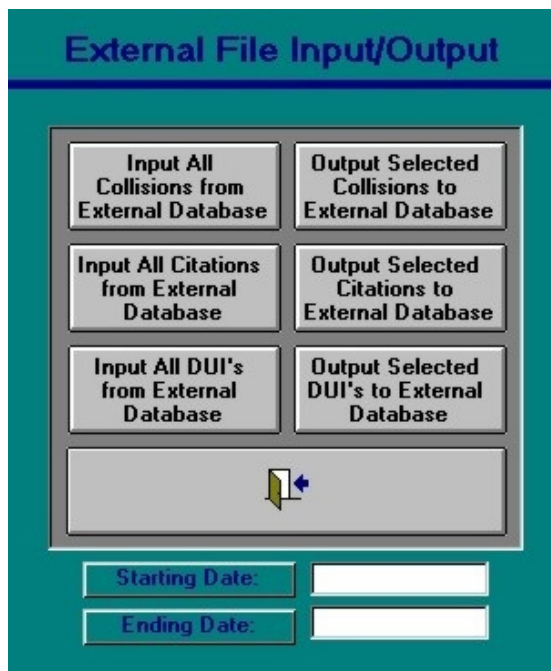 External File Input/Output
Input All
Collisions from
External Database
Output Selected
Collisions to
External Database
Input All Citations
from External
Database
Output Selected
Citations to
External Database
Input All DUI's
from External
Database
Output Selected
DUI's to External
Database
Starting Date:
Ending Date: